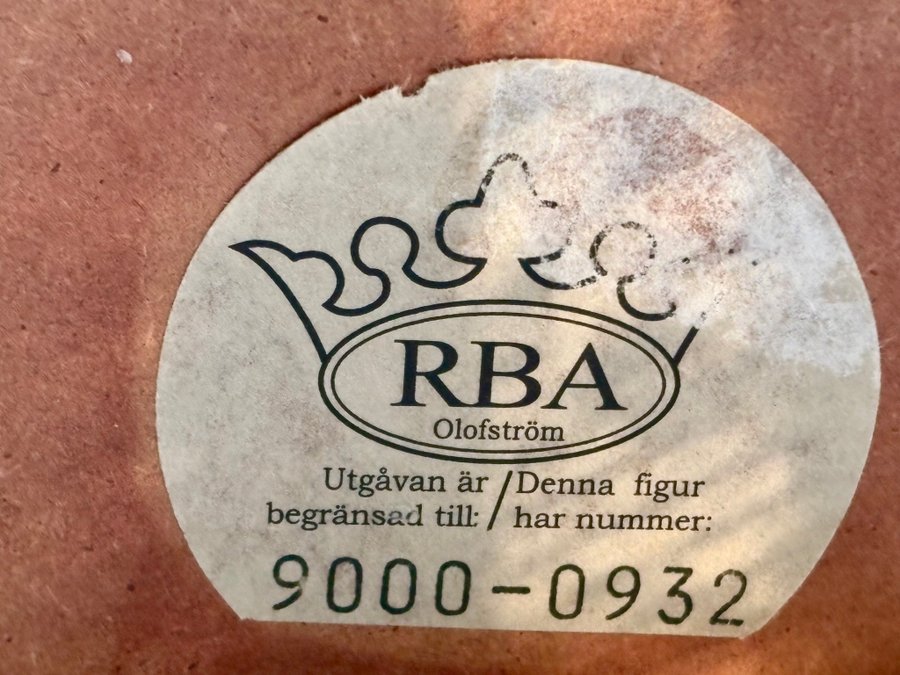 RBA
Olofström
Utgåvan är / Denna figur
begränsad till: / har nummer:
9000-0932